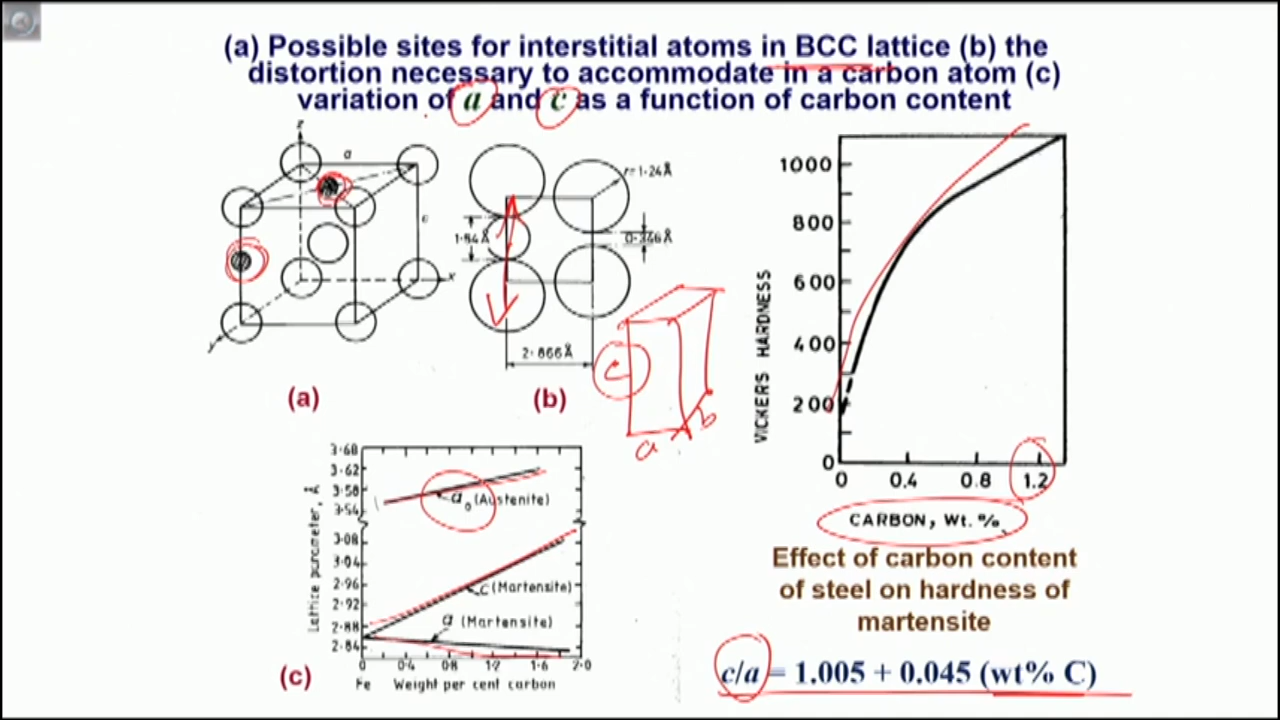 (a) Possible sites for interstitial atoms in BCC lattice (b) the
distortion necessary to accommodate in a carbon atom (c)
variation of a and c as a function of carbon content
z
a
c
x
y
(a)
r=1.24Å
1.84Å
0.346Å
2.866Å
(b)
c
a
b
Lattice parameter, Å
3.60
3.62
3.58
3.54
3.08
3.04
2.96
2.92
2.88
2.84
a₀ (Austenite)
c (Martensite)
a (Martensite)
0 0.4 0.8 1.2 1.6 2.0
Fe Weight per cent carbon
(c)
VICKERS HARDNESS
1000
800
600
400
200
0
0 0.4 0.8 1.2
CARBON, Wt. %
Effect of carbon content
of steel on hardness of
martensite
c/a = 1.005 + 0.045 (wt% C)